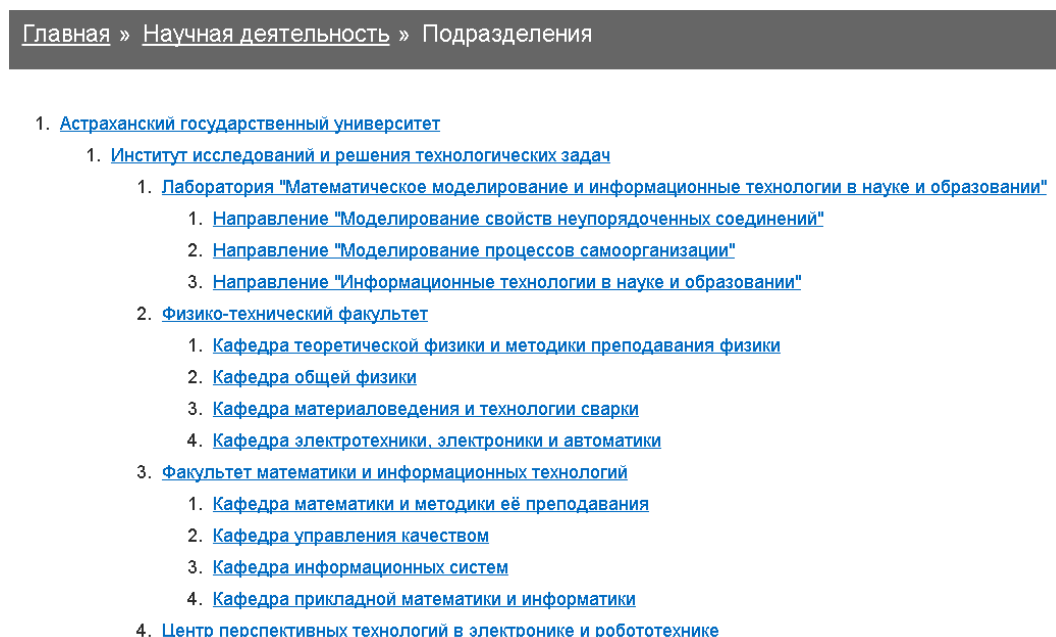 Главная » Научная деятельность » Подразделения
1. Астраханский государственный университет
1. Институт исследований и решения технологических задач
1. Лаборатория "Математическое моделирование и информационные технологии в науке и образовании"
1. Направление "Моделирование свойств неупорядоченных соединений"
2. Направление "Моделирование процессов самоорганизации"
3. Направление "Информационные технологии в науке и образовании"
2. Физико-технический факультет
1. Кафедра теоретической физики и методики преподавания физики
2. Кафедра общей физики
3. Кафедра материаловедения и технологии сварки
4. Кафедра электротехники, электроники и автоматики
3. Факультет математики и информационных технологий
1. Кафедра математики и методики её преподавания
2. Кафедра управления качеством
3. Кафедра информационных систем
4. Кафедра прикладной математики и информатики
4. Центр перспективных технологий в электронике и робототехнике